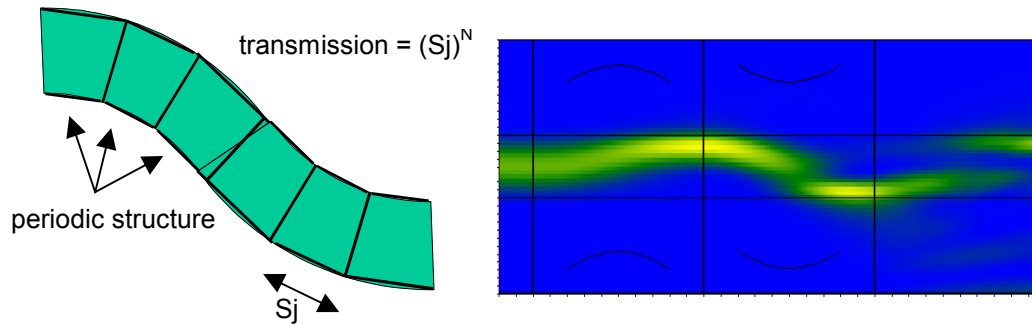 transmission = (Sj)^N
periodic structure
Sj